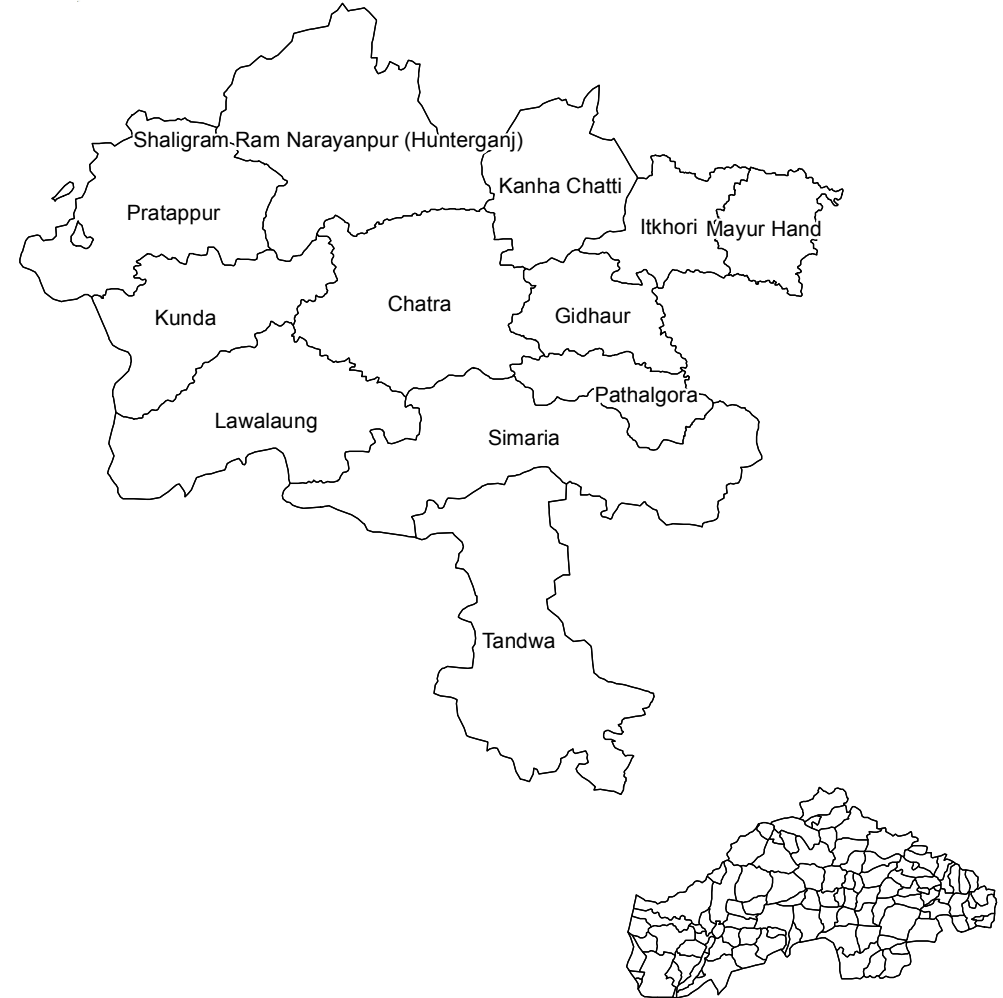 Shaligram Ram Narayanpur (Hunterganj)
Kanha Chatti
Pratappur
Itkhori
Mayur Hand
Chatra
Kunda
Gidhaur
Pathalgora
Lawalaung
Simaria
Tandwa